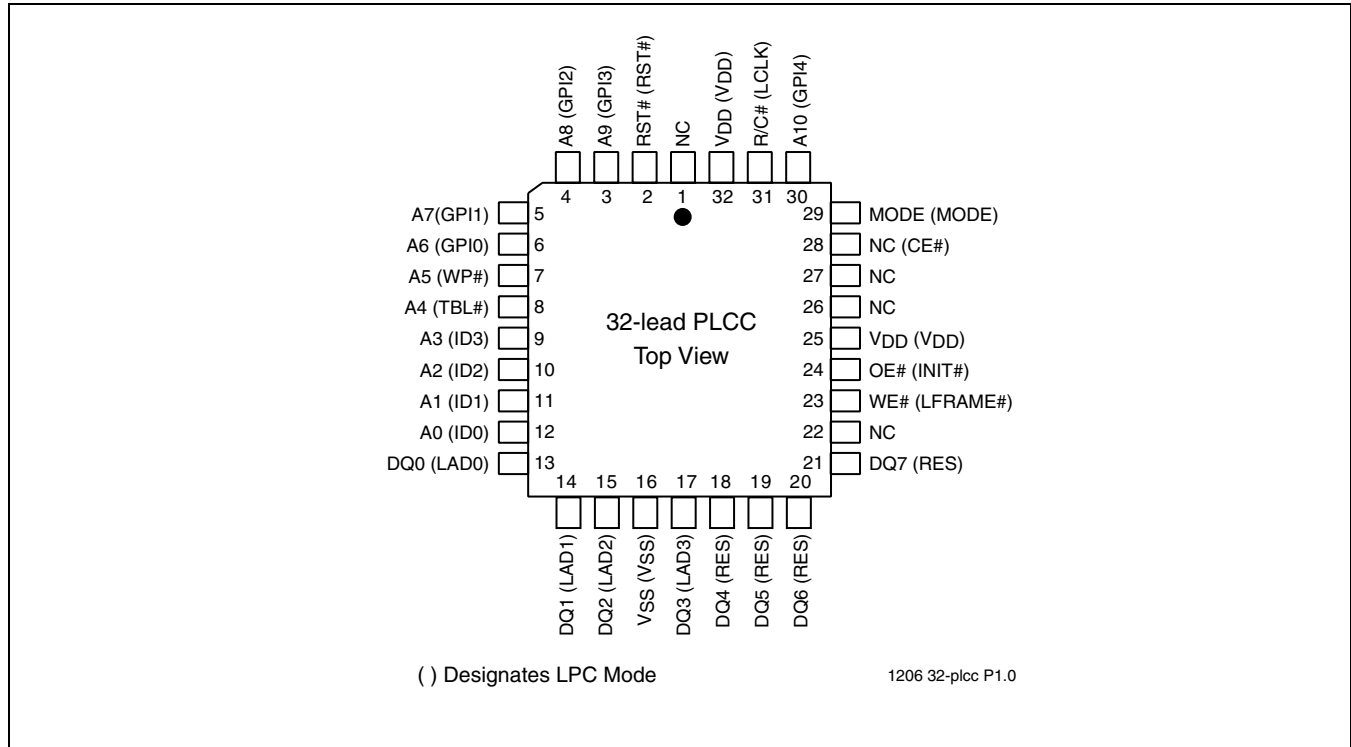 A8 (GPI2)
A9 (GPI3)
RST# (RST#)
NC
VDD (VDD)
R/C# (LCLK)
A10 (GPI4)
4
3
2
1
32
31
30
A7(GPI1)
5
29
MODE (MODE)
A6 (GPI0)
6
28
NC (CE#)
A5 (WP#)
7
27
NC
A4 (TBL#)
8
26
NC
A3 (ID3)
9
25
VDD (VDD)
A2 (ID2)
10
24
OE# (INIT#)
A1 (ID1)
11
23
WE# (LFRAME#)
A0 (ID0)
12
22
NC
DQ0 (LAD0)
13
21
DQ7 (RES)
32-lead PLCC
Top View
14
15
16
17
18
19
20
DQ1 (LAD1)
DQ2 (LAD2)
VSS (VSS)
DQ3 (LAD3)
DQ4 (RES)
DQ5 (RES)
DQ6 (RES)
( ) Designates LPC Mode
1206 32-plcc P1.0